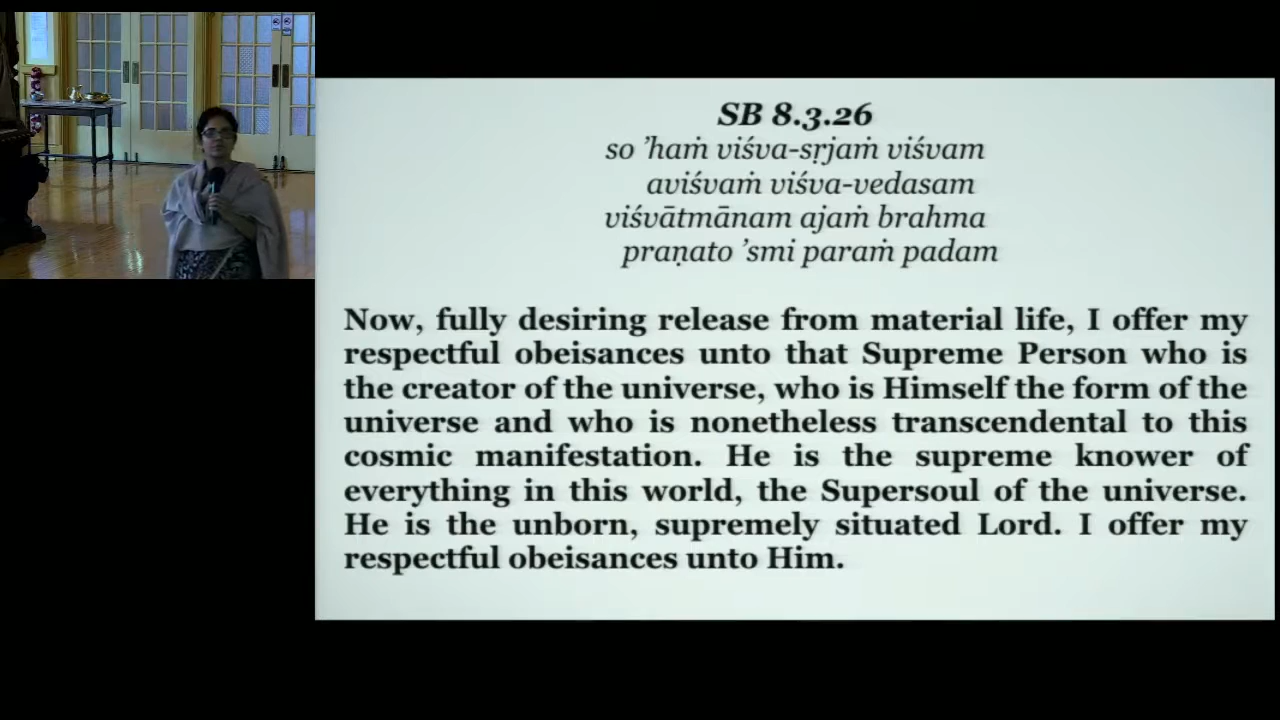 SB 8.3.26
so ’haṁ viśva-sṛjaṁ viśvam
aviśvaṁ viśva-vedasam
viśvātmānam ajaṁ brahma
praṇato ’smi paraṁ padam
Now, fully desiring release from material life, I offer my
respectful obeisances unto that Supreme Person who is
the creator of the universe, who is Himself the form of the
universe and who is nonetheless transcendental to this
cosmic manifestation. He is the supreme knower of
everything in this world, the Supersoul of the universe.
He is the unborn, supremely situated Lord. I offer my
respectful obeisances unto Him.